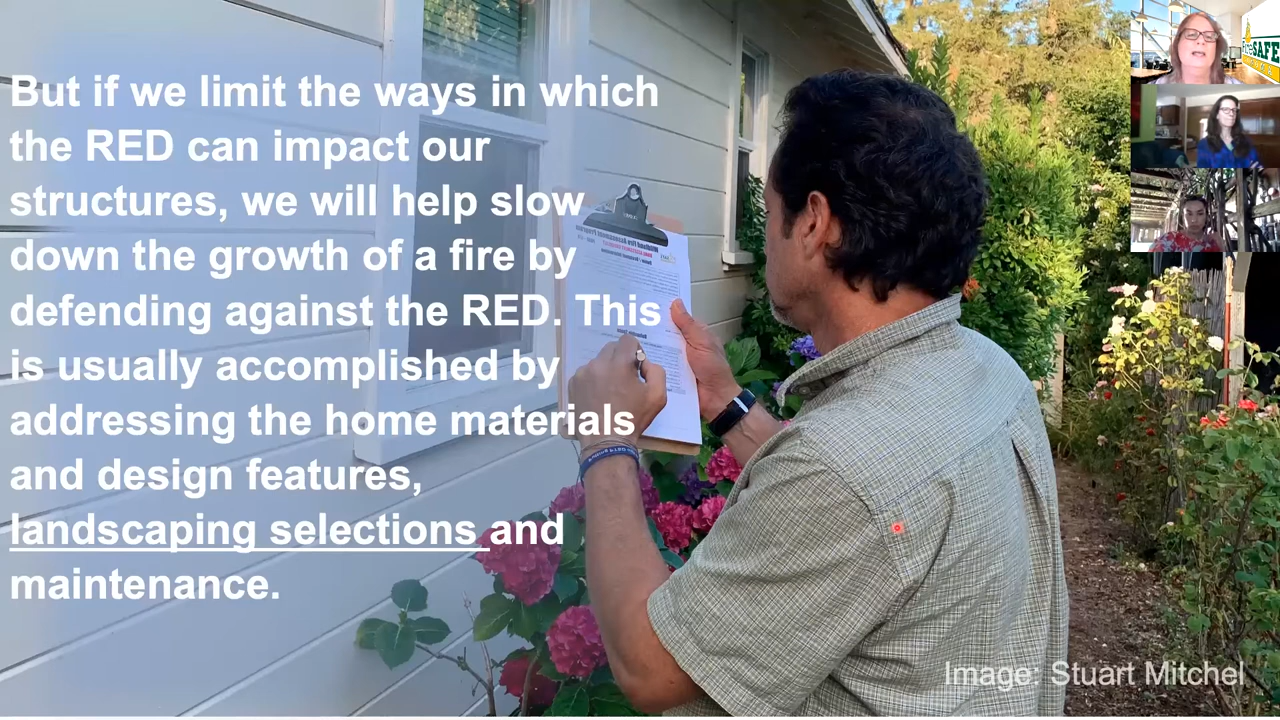 But if we limit the ways in which
the RED can impact our
structures, we will help slow
down the growth of a fire by
defending against the RED. This
is usually accomplished by
addressing the home materials
and design features,
landscaping selections and
maintenance.
Image: Stuart Mitchel
SAFE